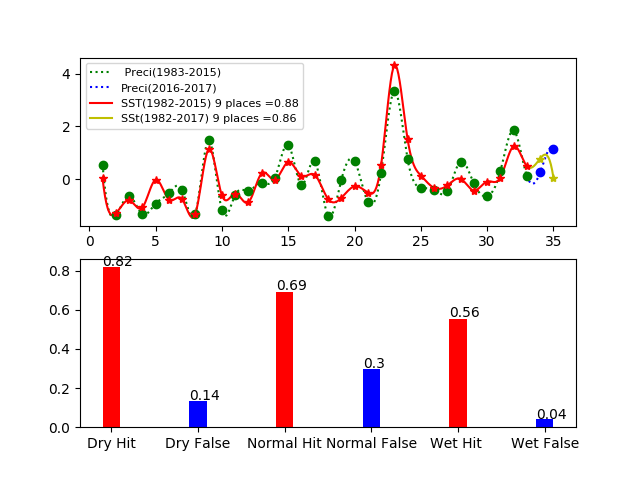 4
2
0
Preci(1983-2015)
Preci(2016-2017)
SST(1982-2015) 9 places =0.88
SSt(1982-2017) 9 places =0.86
0 5 10 15 20 25 30 35
0.8
0.6
0.4
0.2
0.0
0.82
0.14
0.69
0.3
0.56
0.04
Dry Hit Dry False Normal Hit Normal False Wet Hit Wet False